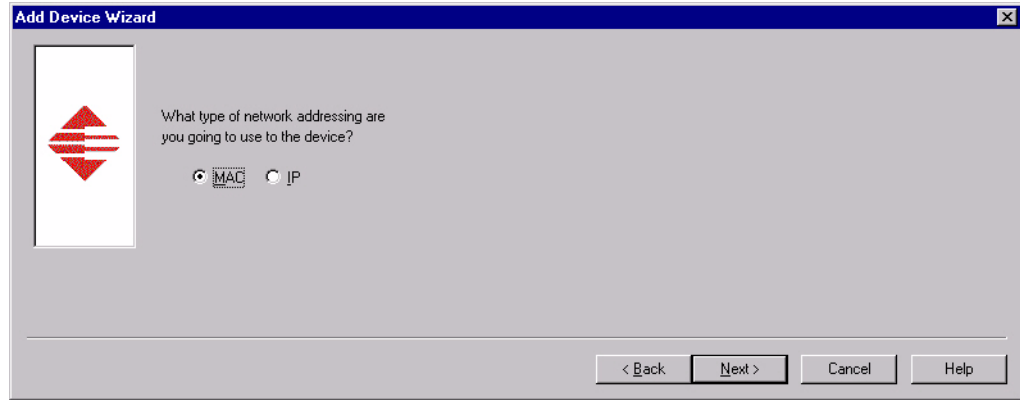 Add Device Wizard
What type of network addressing are
you going to use to the device?
MAC IP
< Back Next > Cancel Help